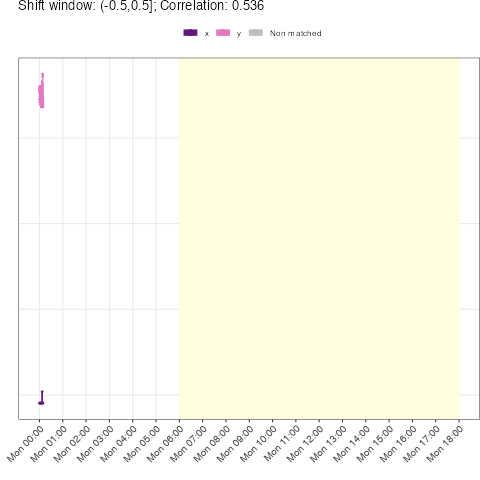 Shift window: (-0.5,0.5]; Correlation: 0.536
x y Non matched
Mon 00:00 Mon 01:00 Mon 02:00 Mon 03:00 Mon 04:00 Mon 05:00 Mon 06:00 Mon 07:00 Mon 08:00 Mon 09:00 Mon 10:00 Mon 11:00 Mon 12:00 Mon 13:00 Mon 14:00 Mon 15:00 Mon 16:00 Mon 17:00 Mon 18:00